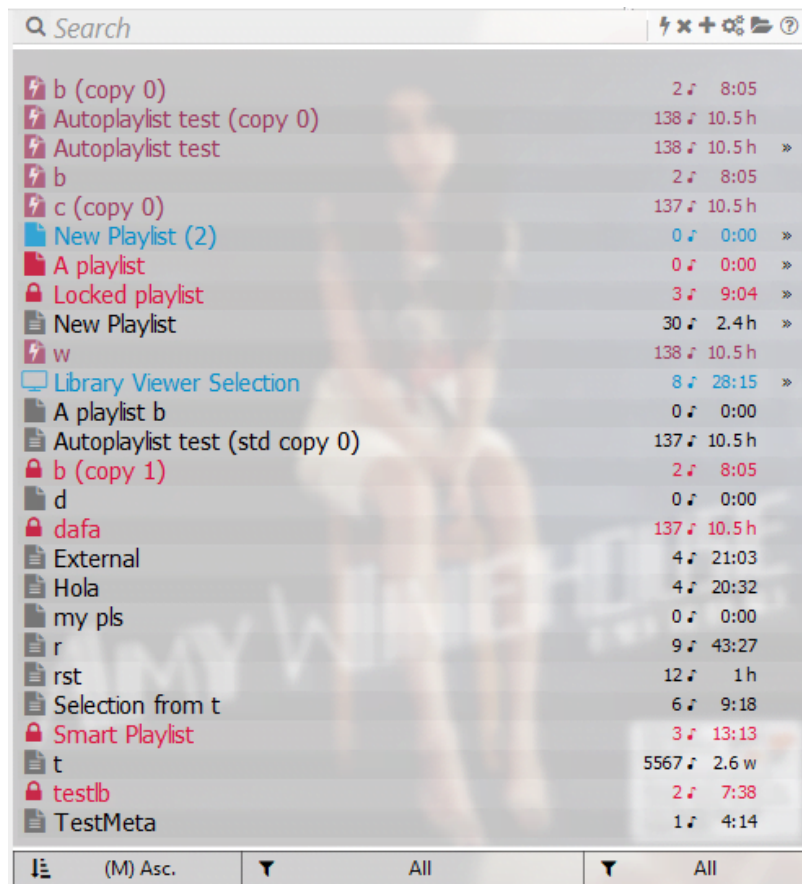 Search
b (copy 0) 2 8:05
Autoplaylist test (copy 0) 138 10.5 h
Autoplaylist test 138 10.5 h »
b 2 8:05
c (copy 0) 137 10.5 h
New Playlist (2) 0 0:00 »
A playlist 0 0:00 »
Locked playlist 3 9:04 »
New Playlist 30 2.4 h »
w 138 10.5 h
Library Viewer Selection 8 28:15 »
A playlist b 0 0:00
Autoplaylist test (std copy 0) 137 10.5 h
b (copy 1) 2 8:05
d 0 0:00
dafa 137 10.5 h
External 4 21:03
Hola 4 20:32
my pls 0 0:00
r 9 43:27
rst 12 1 h
Selection from t 6 9:18
Smart Playlist 3 13:13
t 5567 2.6 w
testlb 2 7:38
TestMeta 1 4:14
AMY WINEHOUSE
(M) Asc. All All